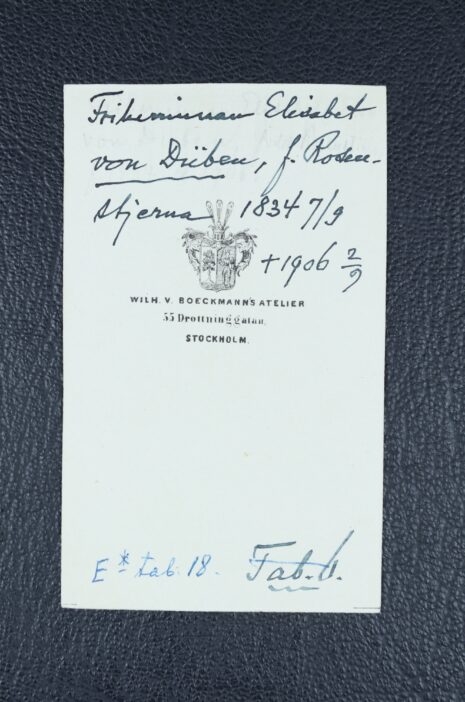 Friherrinnan Elisabet
von Düben, f. Rosen-
stjerna 1834 7/9
+1906 2/9
WILH. V. BOECKMANN'S ATELIER
55 Drottninggatan.
STOCKHOLM.
E* tab. 18. Tab. 6.